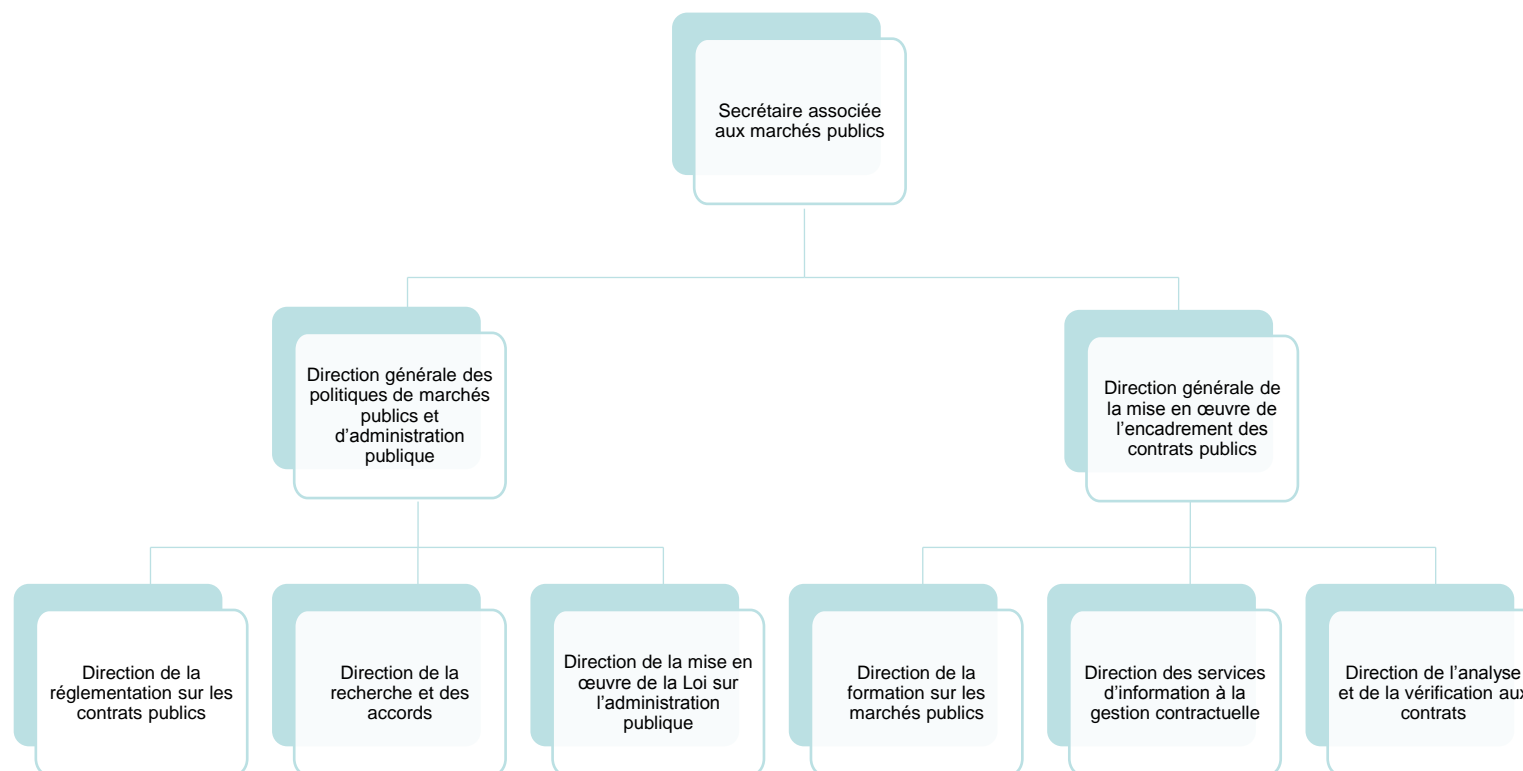 Secrétaire associée
aux marchés publics
Direction générale des
politiques de marchés
publics et
d’administration
publique
Direction générale de
la mise en œuvre de
l’encadrement des
contrats publics
Direction de la
réglementation sur les
contrats publics
Direction de la
recherche et des
accords
Direction de la mise en
œuvre de la Loi sur
l’administration
publique
Direction de la
formation sur les
marchés publics
Direction des services
d’information à la
gestion contractuelle
Direction de l’analyse
et de la vérification aux
contrats